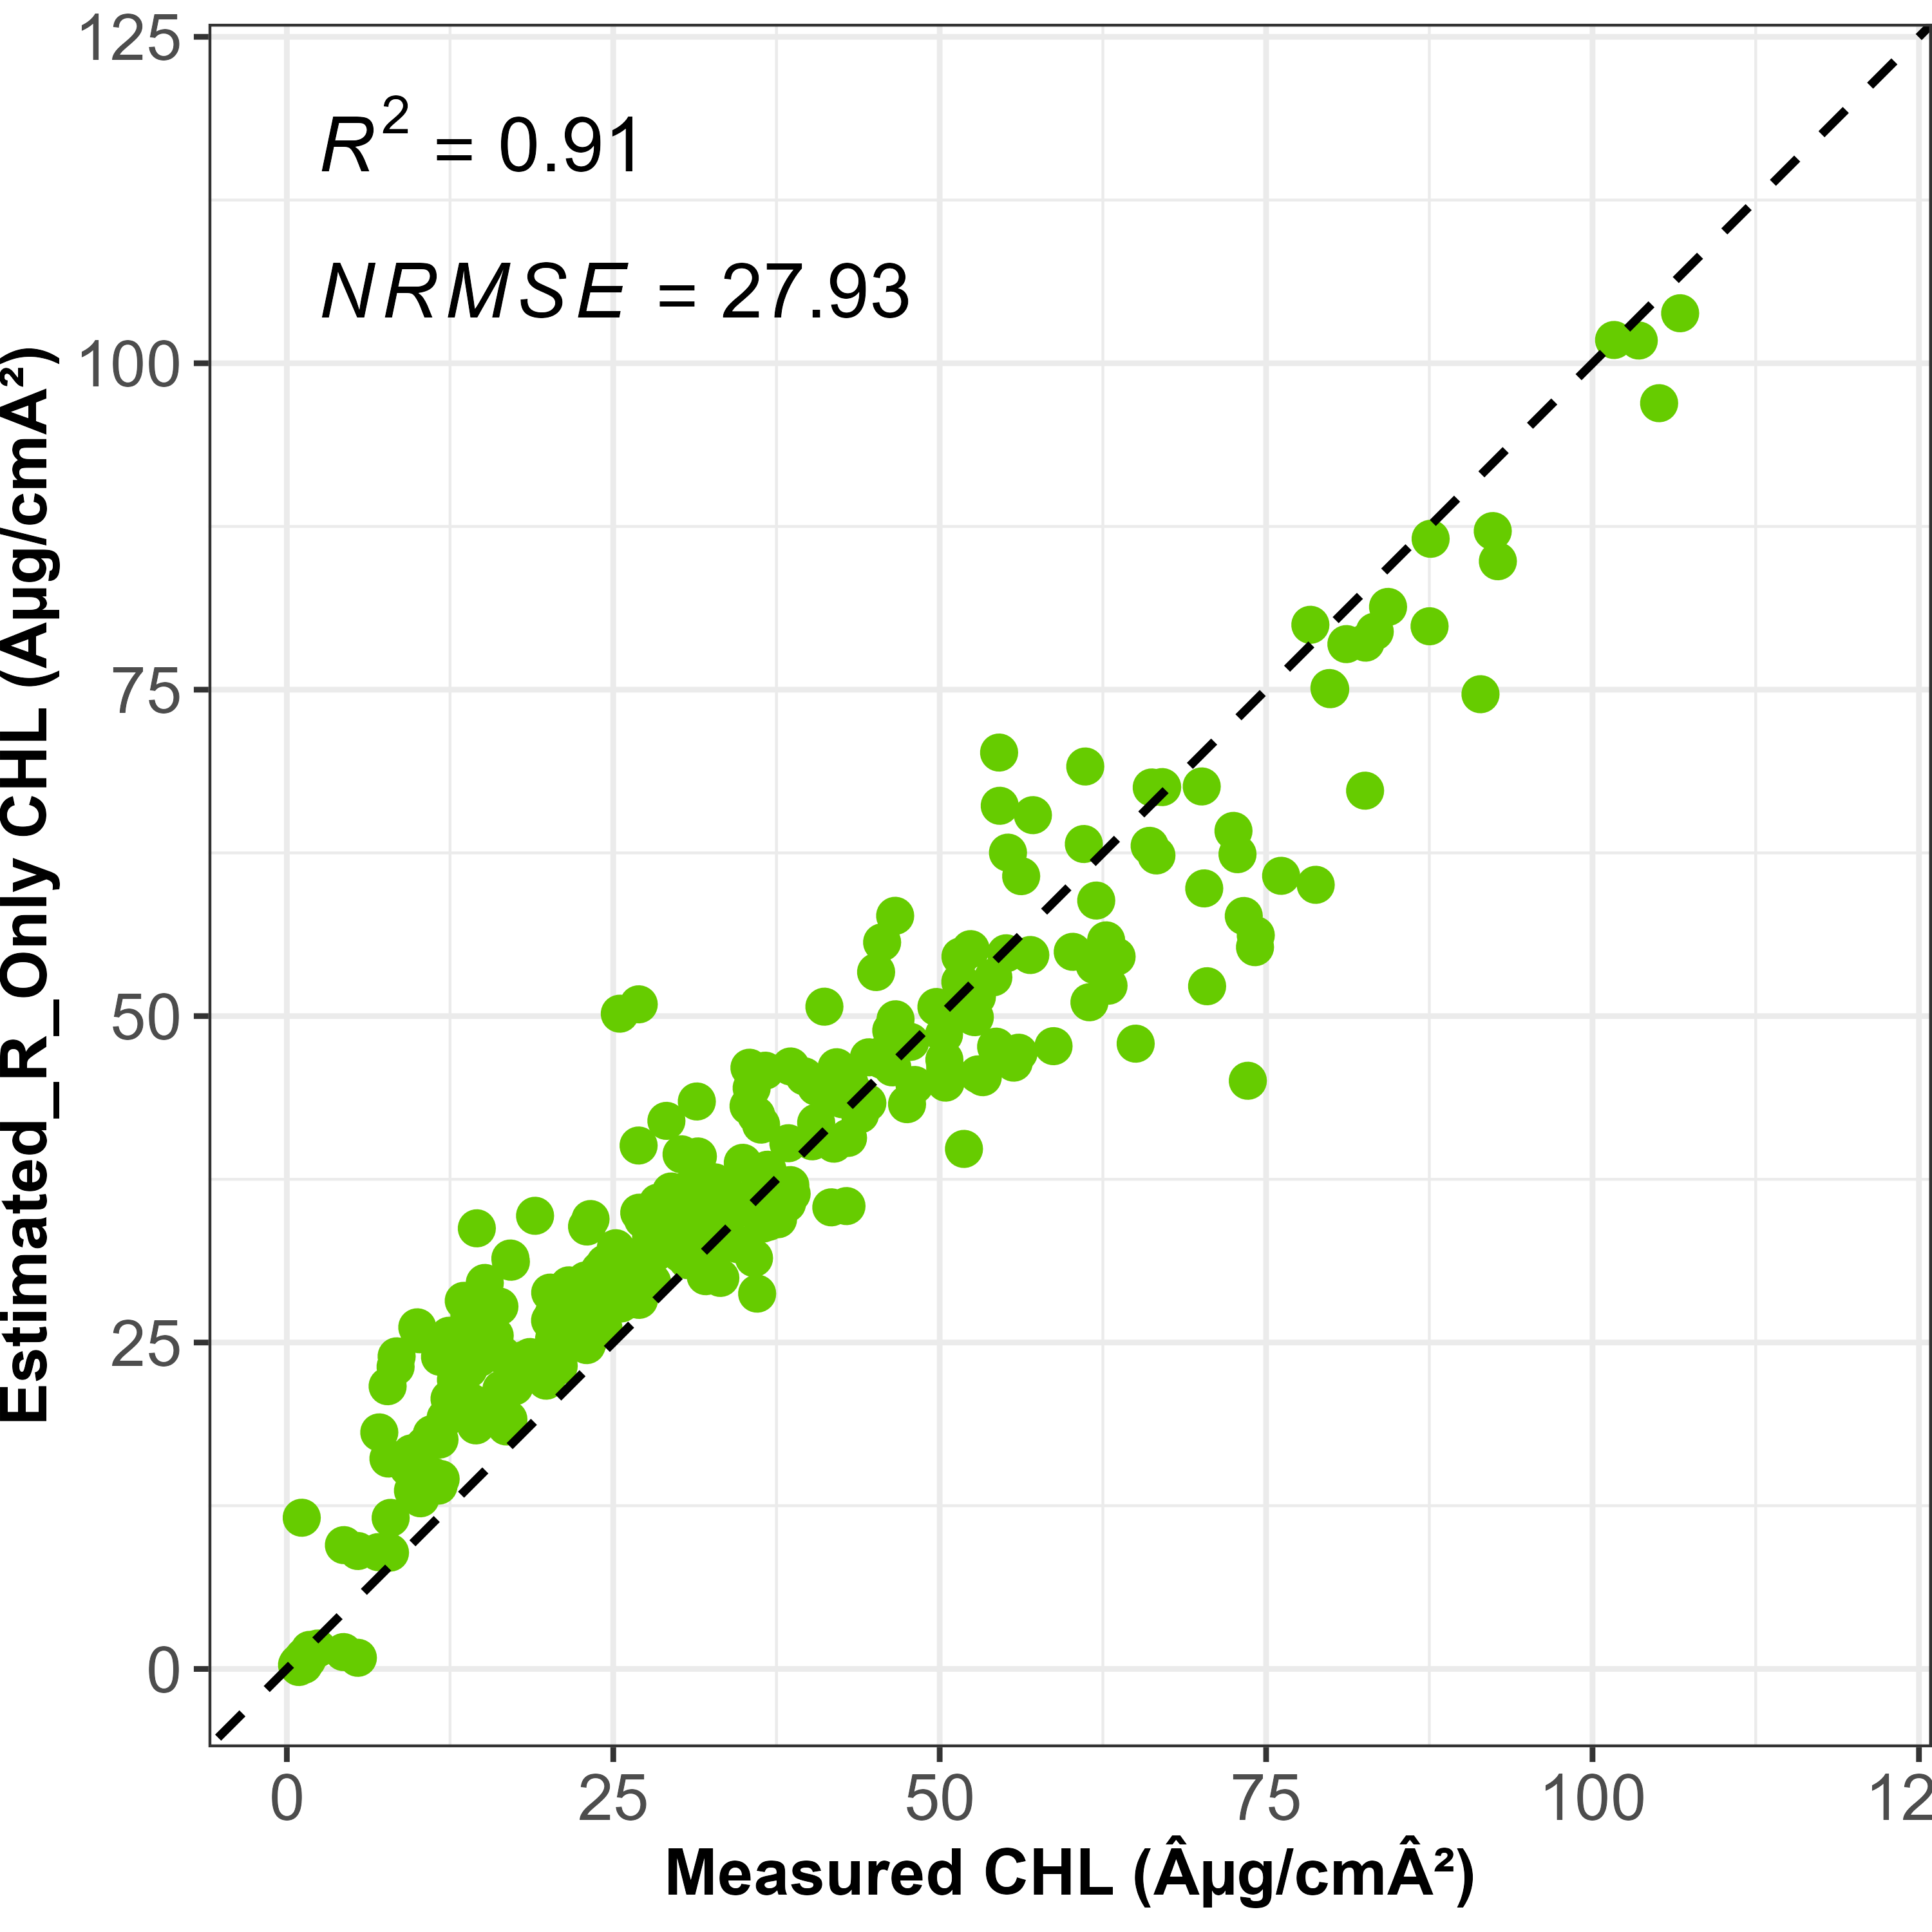 125
R² = 0.91
NRMSE = 27.93
100
75
50
25
0
Estimated_R_Only CHL (Âµg/cmÂ²)
0 25 50 75 100 12
Measured CHL (Âµg/cmÂ²)